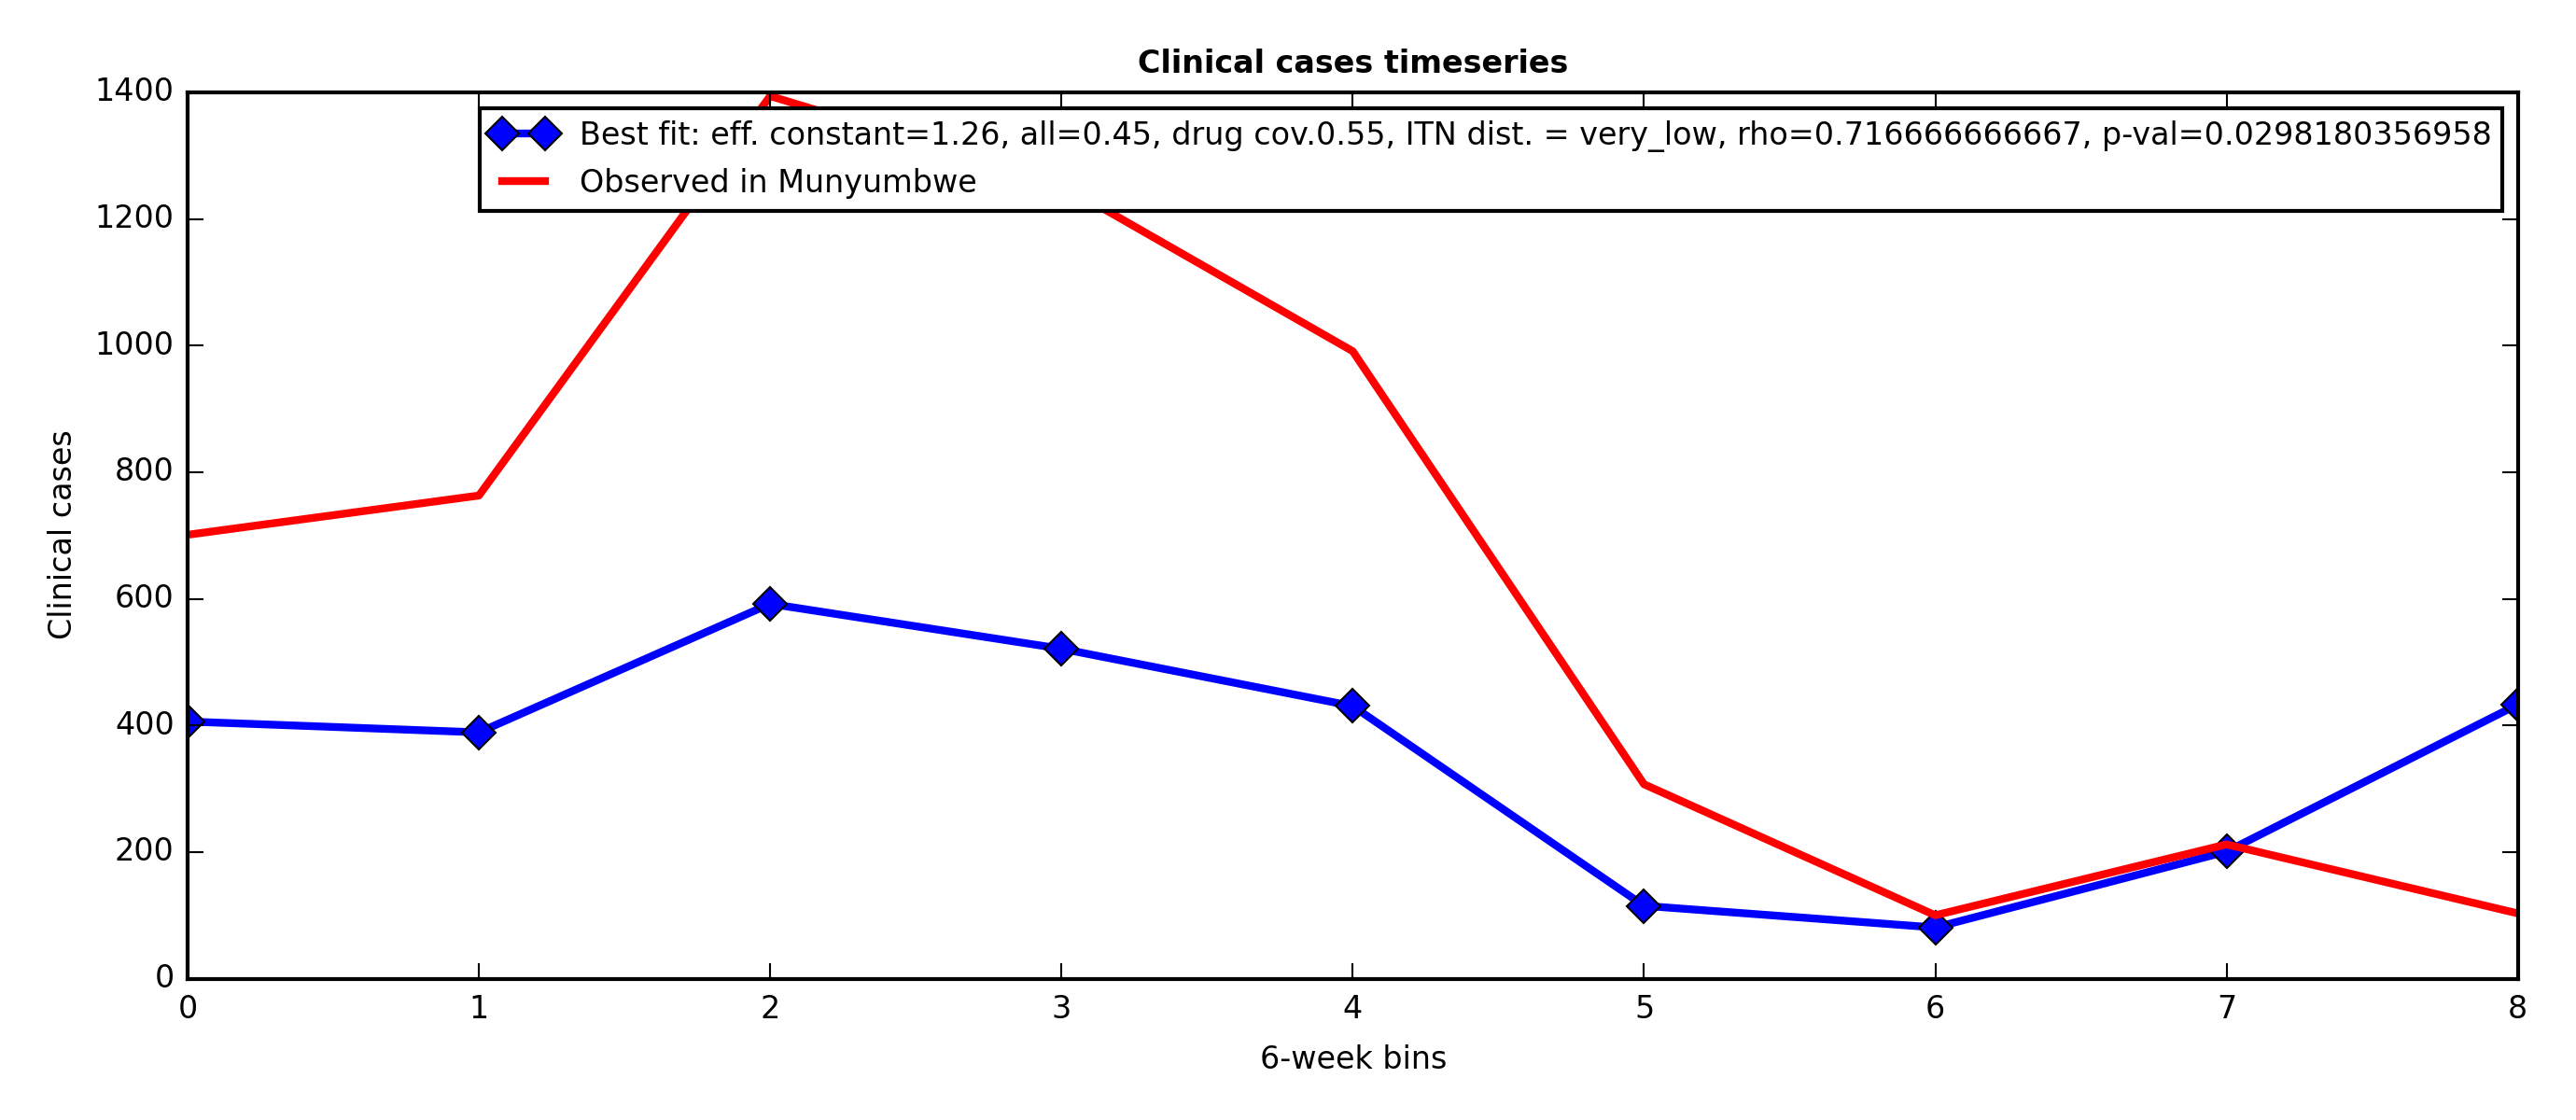 Clinical cases timeseries
1400
1200
1000
800
600
400
200
0
Clinical cases
Best fit: eff. constant=1.26, all=0.45, drug cov.0.55, ITN dist. = very_low, rho=0.716666666667, p-val=0.0298180356958
Observed in Munyumbwe
0 1 2 3 4 5 6 7 8
6-week bins